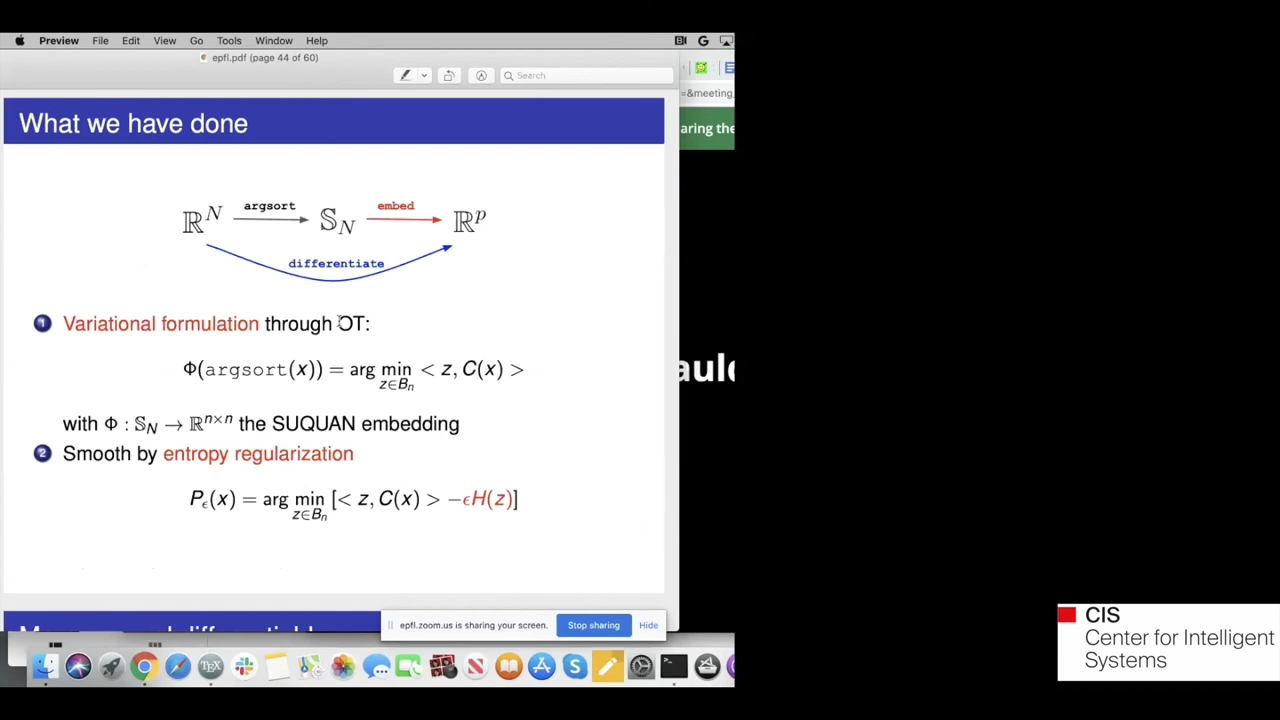 Preview File Edit View Go Tools Window Help
epfl.pdf (page 44 of 60)
Search
=&meeting_
aring the
What we have done
ℝ^N argsort 𝕊_N embed ℝ^p
differentiate
1 Variational formulation through OT:
Φ(argsort(x)) = arg min_{z∈B_n} < z, C(x) >
with Φ : 𝕊_N → ℝ^{n×n} the SUQUAN embedding
2 Smooth by entropy regularization
P_ϵ(x) = arg min_{z∈B_n} [< z, C(x) > −ϵH(z)]
epfl.zoom.us is sharing your screen. Stop sharing Hide
CIS
Center for Intelligent
Systems